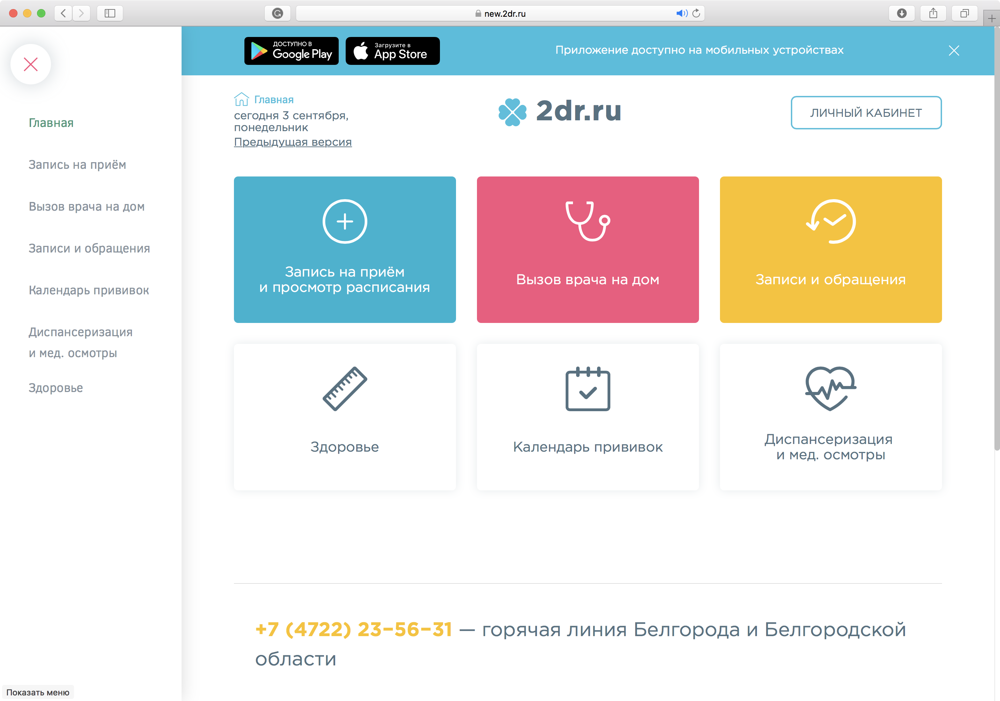 new.2dr.ru
ДОСТУПНО В
Google Play
Загрузите в
App Store
Приложение доступно на мобильных устройствах
Главная
Запись на приём
Вызов врача на дом
Записи и обращения
Календарь прививок
Диспансеризация
и мед. осмотры
Здоровье
Показать меню
Главная
сегодня 3 сентября,
понедельник
Предыдущая версия
2dr.ru
ЛИЧНЫЙ КАБИНЕТ
Запись на приём
и просмотр расписания
Вызов врача на дом
Записи и обращения
Здоровье
Календарь прививок
Диспансеризация
и мед. осмотры
+7 (4722) 23-56-31 — горячая линия Белгорода и Белгородской
области